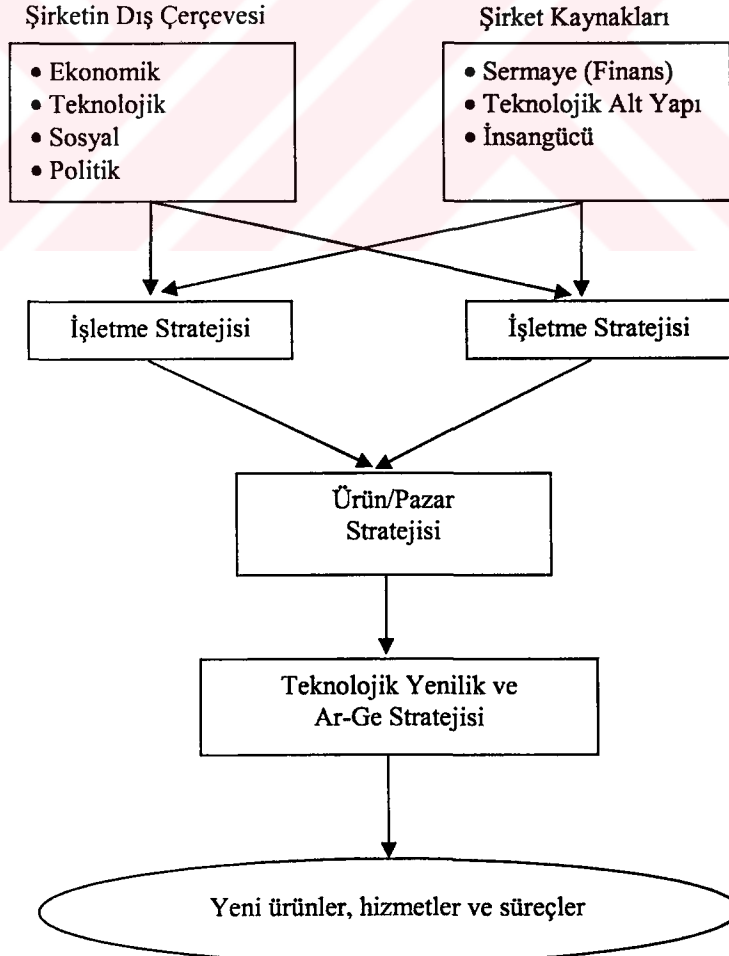 Şirketin Dış Çerçevesi
• Ekonomik
• Teknolojik
• Sosyal
• Politik
Şirket Kaynakları
• Sermaye (Finans)
• Teknolojik Alt Yapı
• İnsangücü
İşletme Stratejisi
İşletme Stratejisi
Ürün/Pazar
Stratejisi
Teknolojik Yenilik ve
Ar-Ge Stratejisi
Yeni ürünler, hizmetler ve süreçler